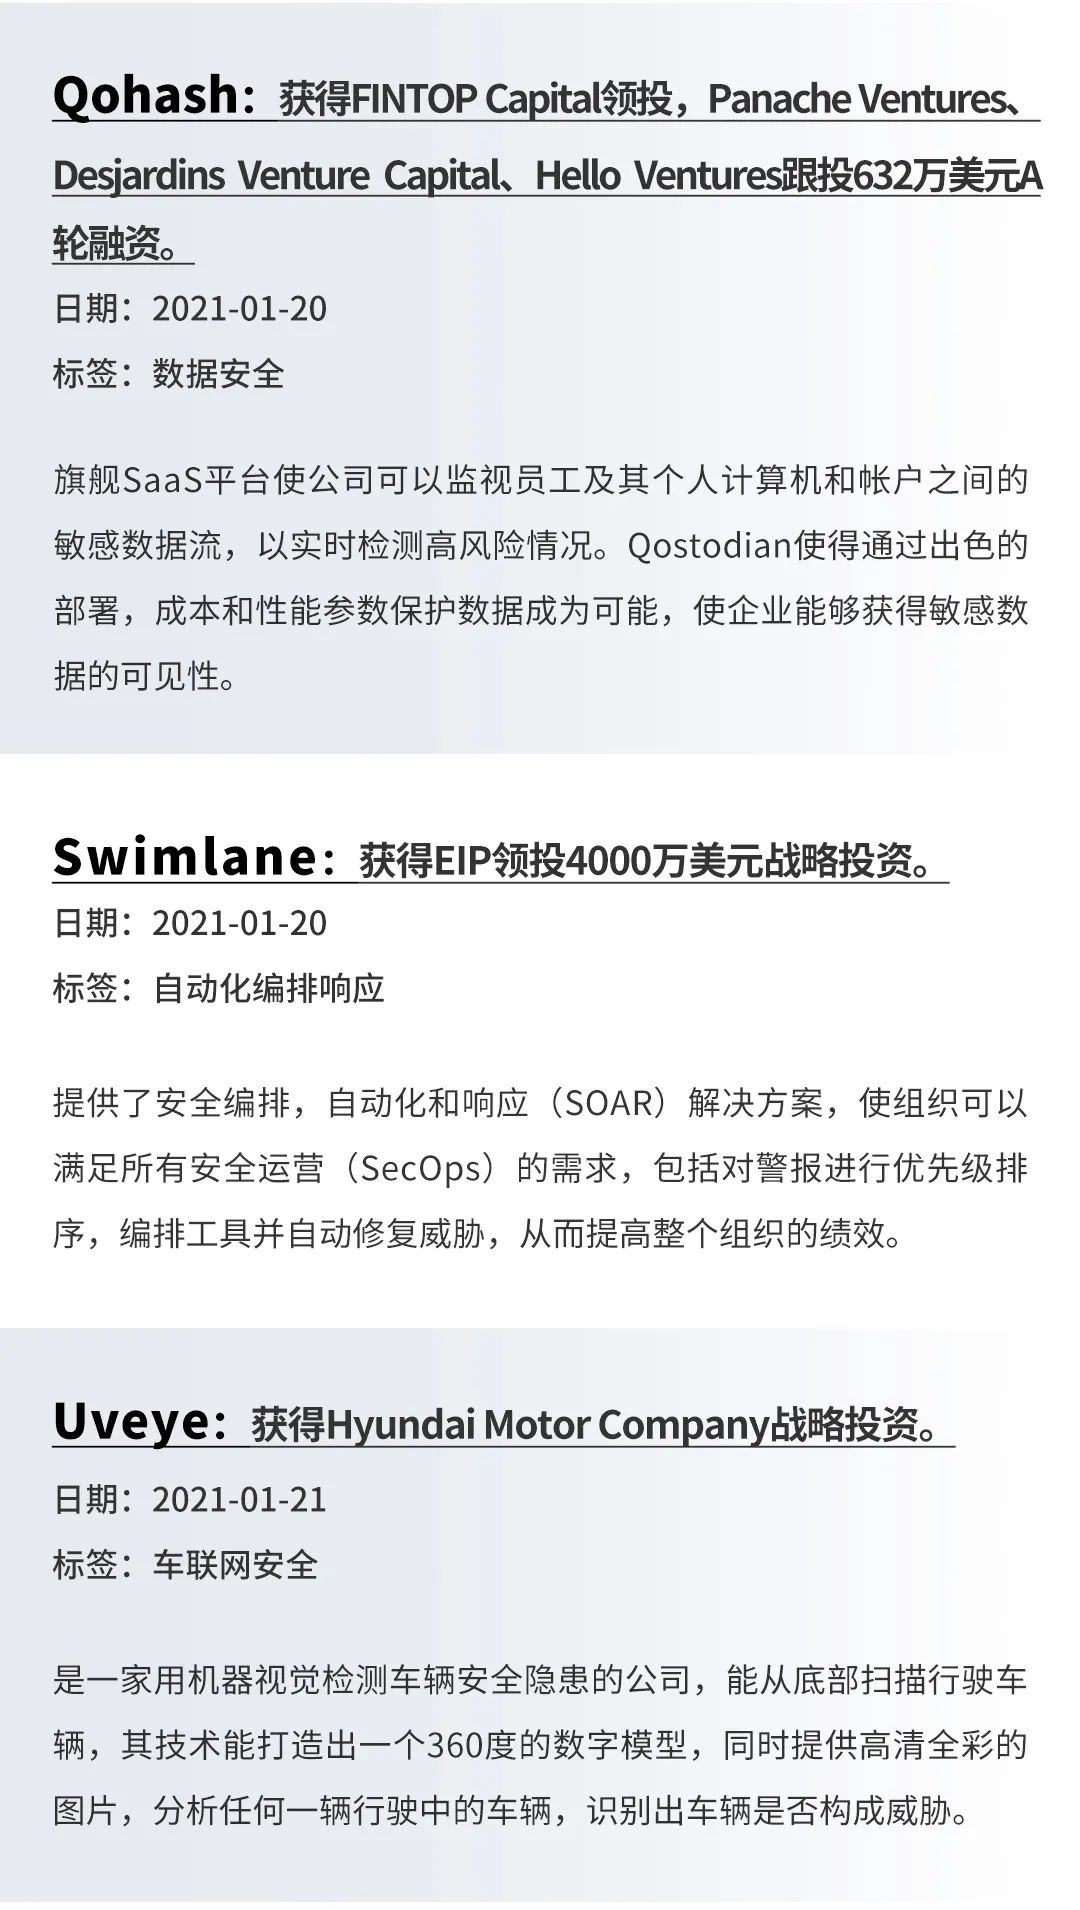 Qohash：获得FINTOP Capital领投，Panache Ventures、
Desjardins Venture Capital、Hello Ventures跟投632万美元A
轮融资。
日期：2021-01-20
标签：数据安全
旗舰SaaS平台使公司可以监视员工及其个人计算机和帐户之间的
敏感数据流，以实时检测高风险情况。Qostodian使得通过出色的
部署，成本和性能参数保护数据成为可能，使企业能够获得敏感数
据的可见性。
Swimlane：获得EIP领投4000万美元战略投资。
日期：2021-01-20
标签：自动化编排响应
提供了安全编排，自动化和响应（SOAR）解决方案，使组织可以
满足所有安全运营（SecOps）的需求，包括对警报进行优先级排
序，编排工具并自动修复威胁，从而提高整个组织的绩效。
Uveye：获得Hyundai Motor Company战略投资。
日期：2021-01-21
标签：车联网安全
是一家用机器视觉检测车辆安全隐患的公司，能从底部扫描行驶车
辆，其技术能打造出一个360度的数字模型，同时提供高清全彩的
图片，分析任何一辆行驶中的车辆，识别出车辆是否构成威胁。